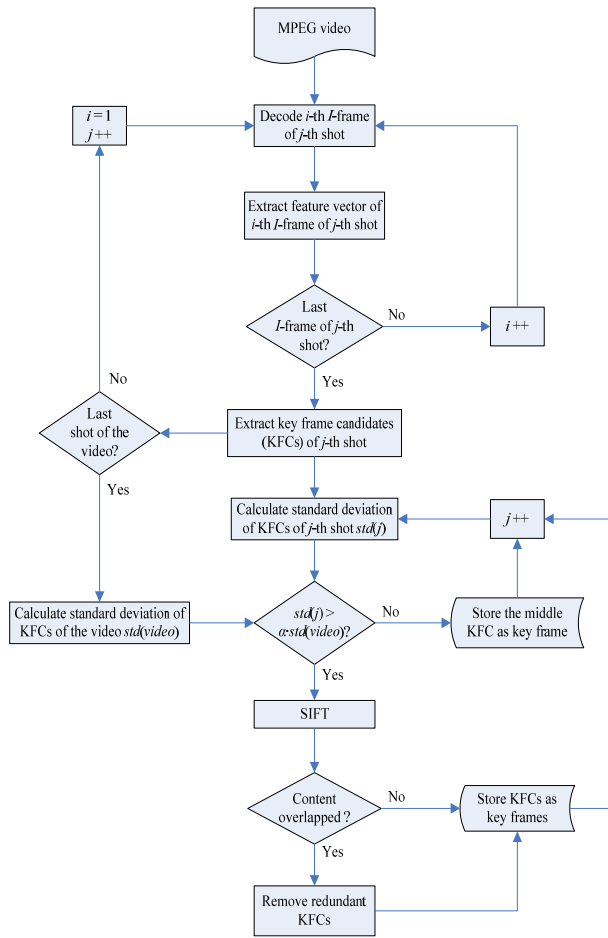 MPEG video
i = 1
j ++
Decode i-th I-frame
of j-th shot
Extract feature vector of
i-th I-frame of j-th shot
Last
I-frame of j-th
shot?
No
i ++
Yes
No
Last
shot of the
video?
Extract key frame candidates
(KFCs) of j-th shot
Yes
Calculate standard deviation
of KFCs of j-th shot std(j)
j ++
Calculate standard deviation of
KFCs of the video std(video)
std(j) >
α·std(video)?
No
Store the middle
KFC as key frame
Yes
SIFT
Content
overlapped ?
No
Store KFCs as
key frames
Yes
Remove redundant
KFCs